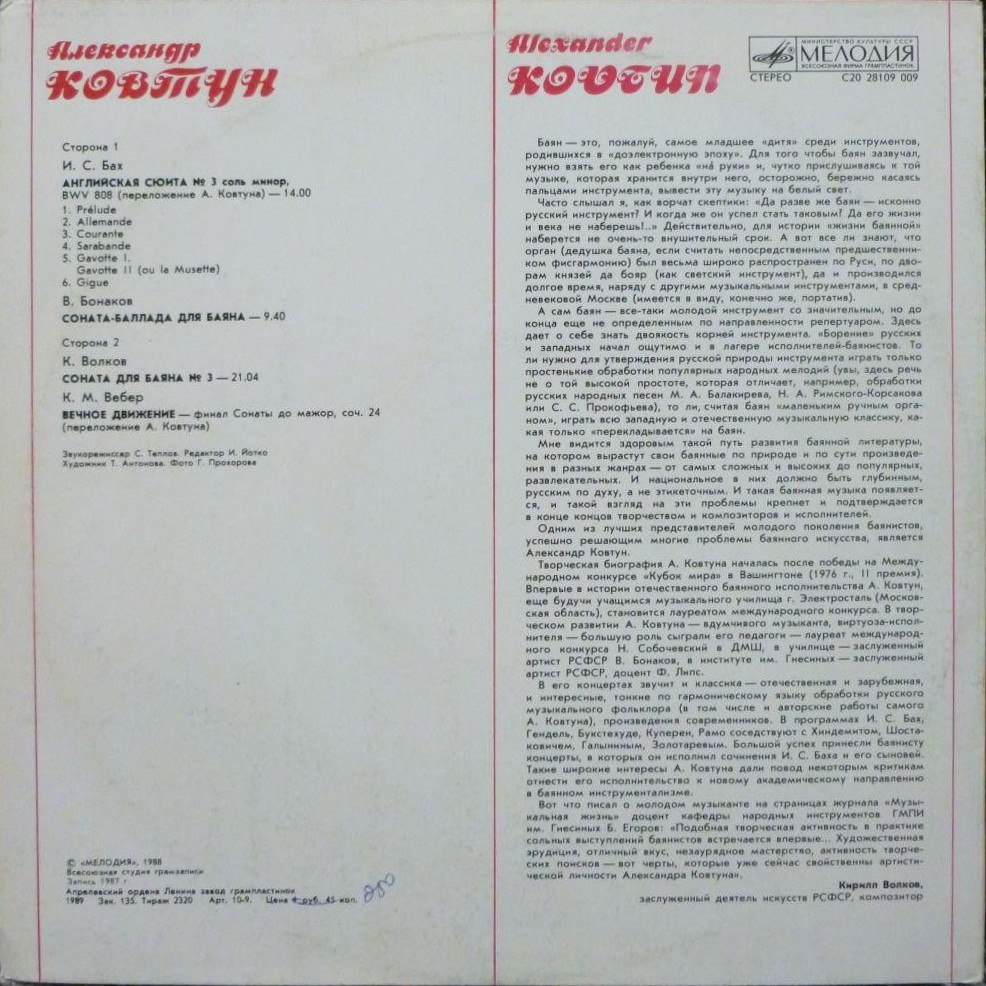 Александр
КОВТУН
Сторона 1
И. С. Бах
АНГЛИЙСКАЯ СЮИТА № 3 соль минор,
BWV 808 (переложение А. Ковтуна) — 14.00
1. Prélude
2. Allemande
3. Courante
4. Sarabande
5. Gavotte I.
Gavotte II (ou la Musette)
6. Gigue
В. Бонаков
СОНАТА-БАЛЛАДА ДЛЯ БАЯНА — 9.40
Сторона 2
К. Волков
СОНАТА ДЛЯ БАЯНА № 3 — 21.04
К. М. Вебер
ВЕЧНОЕ ДВИЖЕНИЕ — финал Сонаты до мажор, соч. 24
(переложение А. Ковтуна)
Звукорежиссер С. Теплов. Редактор И. Йотко
Художник Т. Антонова. Фото Г. Прохорова
© «МЕЛОДИЯ», 1988
Всесоюзная студия грамзаписи
Запись 1987 г.
Апрелевский ордена Ленина завод грампластинок
1989 Зак. 135. Тираж 2320 Арт. 10-9. Цена руб. 45 коп.
Alexander
KOVTUN
МИНИСТЕРСТВО КУЛЬТУРЫ СССР
МЕЛОДИЯ
ВСЕСОЮЗНАЯ ФИРМА ГРАМПЛАСТИНОК
СТЕРЕО С20 28109 009
Баян — это, пожалуй, самое младшее «дитя» среди инструментов,
родившихся в «доэлектронную эпоху». Для того чтобы баян зазвучал,
нужно взять его как ребенка «на́ руки» и, чутко прислушиваясь к той
музыке, которая хранится внутри него, осторожно, бережно касаясь
пальцами инструмента, вывести эту музыку на белый свет.
Часто слышал я, как ворчат скептики: «Да разве же баян — исконно
русский инструмент? И когда же он успел стать таковым? Да его жизни
и века не наберешь!..» Действительно, для истории «жизни баянной»
наберется не очень-то внушительный срок. А вот все ли знают, что
орган (дедушка баяна, если считать непосредственным предшественни-
ком фисгармонию) был весьма широко распространен по Руси, по дво-
рам князей да бояр (как светский инструмент), да и производился
долгое время, наряду с другими музыкальными инструментами, в сред-
невековой Москве (имеется в виду, конечно же, портатив).
А сам баян — все-таки молодой инструмент со значительным, но до
конца еще не определенным по направленности репертуаром. Здесь
дает о себе знать двоякость корней инструмента. «Борение» русских
и западных начал ощутимо и в лагере исполнителей-баянистов. То
ли нужно для утверждения русской природы инструмента играть только
простенькие обработки популярных народных мелодий (увы, здесь речь
не о той высокой простоте, которая отличает, например, обработки
русских народных песен М. А. Балакирева, Н. А. Римского-Корсакова
или С. С. Прокофьева), то ли, считая баян «маленьким ручным орга-
ном», играть всю западную и отечественную музыкальную классику, ка-
кая только «перекладывается» на баян.
Мне видится здоровым такой путь развития баянной литературы,
на котором вырастут свои баянные по природе и по сути произведе-
ния в разных жанрах — от самых сложных и высоких до популярных,
развлекательных. И национальное в них должно быть глубинным,
русским по духу, а не этикеточным. И такая баянная музыка появляет-
ся, и такой взгляд на эти проблемы крепнет и подтверждается
в конце концов творчеством и композиторов и исполнителей.
Одним из лучших представителей молодого поколения баянистов,
успешно решающим многие проблемы баянного искусства, является
Александр Ковтун.
Творческая биография А. Ковтуна началась после победы на Между-
народном конкурсе «Кубок мира» в Вашингтоне (1976 г., II премия).
Впервые в истории отечественного баянного исполнительства А. Ковтун,
еще будучи учащимся музыкального училища г. Электросталь (Москов-
ская область), становится лауреатом международного конкурса. В твор-
ческом развитии А. Ковтуна — вдумчивого музыканта, виртуоза-испол-
нителя — большую роль сыграли его педагоги — лауреат международ-
ного конкурса Н. Собочевский в ДМШ, в училище — заслуженный
артист РСФСР В. Бонаков, в институте им. Гнесиных — заслуженный
артист РСФСР, доцент Ф. Липс.
В его концертах звучит и классика — отечественная и зарубежная,
и интересные, тонкие по гармоническому языку обработки русского
музыкального фольклора (в том числе и авторские работы самого
А. Ковтуна), произведения современников. В программах И. С. Бах,
Гендель, Букстехуде, Куперен, Рамо соседствуют с Хиндемитом, Шоста-
ковичем, Галыниным, Золотаревым. Большой успех принесли баянисту
концерты, в которых он исполнил сочинения И. С. Баха и его сыновей.
Такие широкие интересы А. Ковтуна дали повод некоторым критикам
отнести его исполнительство к новому академическому направлению
в баянном инструментализме.
Вот что писал о молодом музыканте на страницах журнала «Музы-
кальная жизнь» доцент кафедры народных инструментов ГМПИ
им. Гнесиных Б. Егоров: «Подобная творческая активность в практике
сольных выступлений баянистов встречается впервые... Художественная
эрудиция, отличный вкус, незаурядное мастерство, активность творчес-
ких поисков — вот черты, которые уже сейчас свойственны артисти-
ческой личности Александра Ковтуна».
Кирилл Волков,
заслуженный деятель искусств РСФСР, композитор